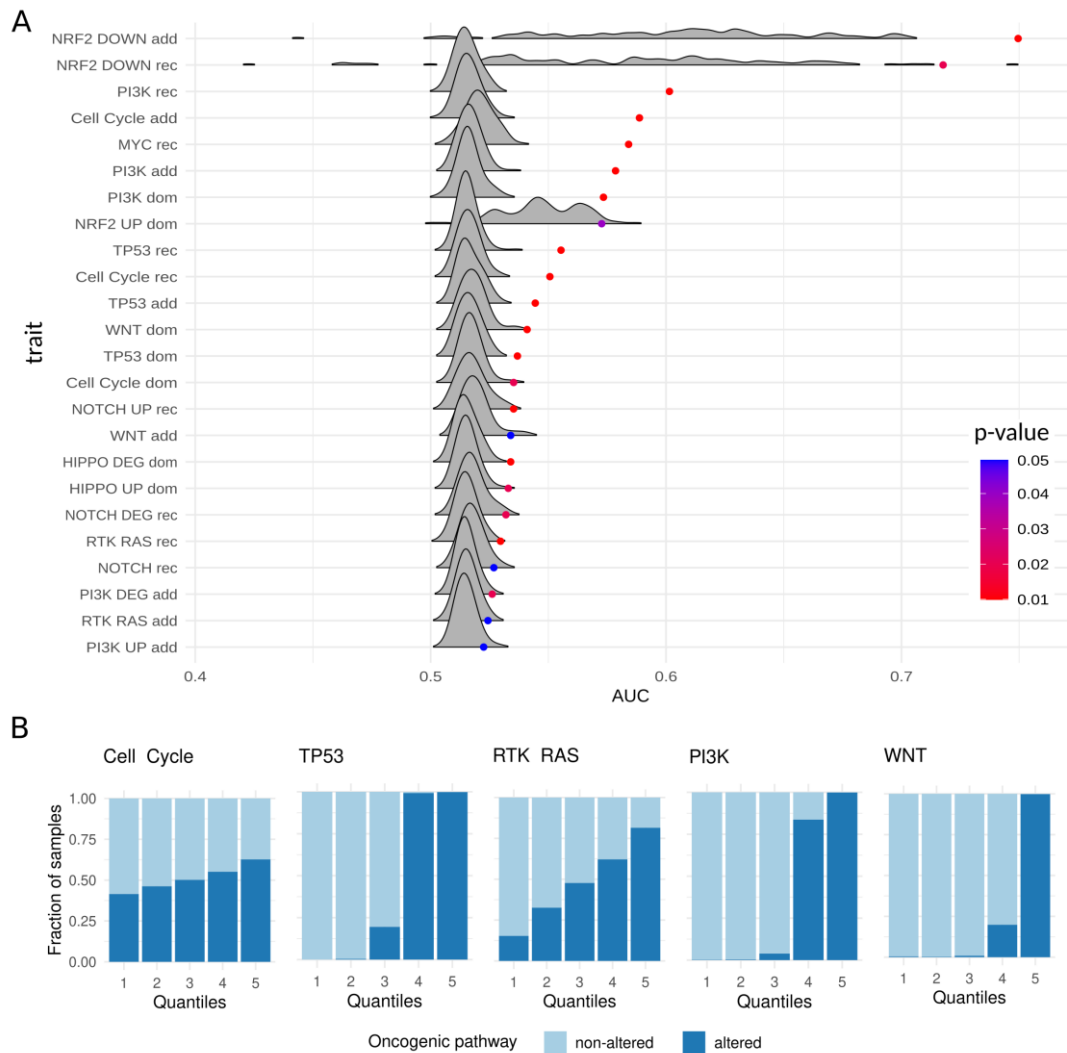 A
NRF2 DOWN add
NRF2 DOWN rec
PI3K rec
Cell Cycle add
MYC rec
PI3K add
PI3K dom
NRF2 UP dom
TP53 rec
Cell Cycle rec
TP53 add
WNT dom
TP53 dom
Cell Cycle dom
NOTCH UP rec
WNT add
HIPPO DEG dom
HIPPO UP dom
NOTCH DEG rec
RTK RAS rec
NOTCH rec
PI3K DEG add
RTK RAS add
PI3K UP add
trait
0.4 0.5 0.6 0.7
AUC
p-value
0.05
0.04
0.03
0.02
0.01
B
Cell Cycle TP53 RTK RAS PI3K WNT
Fraction of samples
1.00
0.75
0.50
0.25
0.00
1 2 3 4 5 1 2 3 4 5 1 2 3 4 5 1 2 3 4 5 1 2 3 4 5
Quantiles Quantiles Quantiles Quantiles Quantiles
Oncogenic pathway non-altered altered